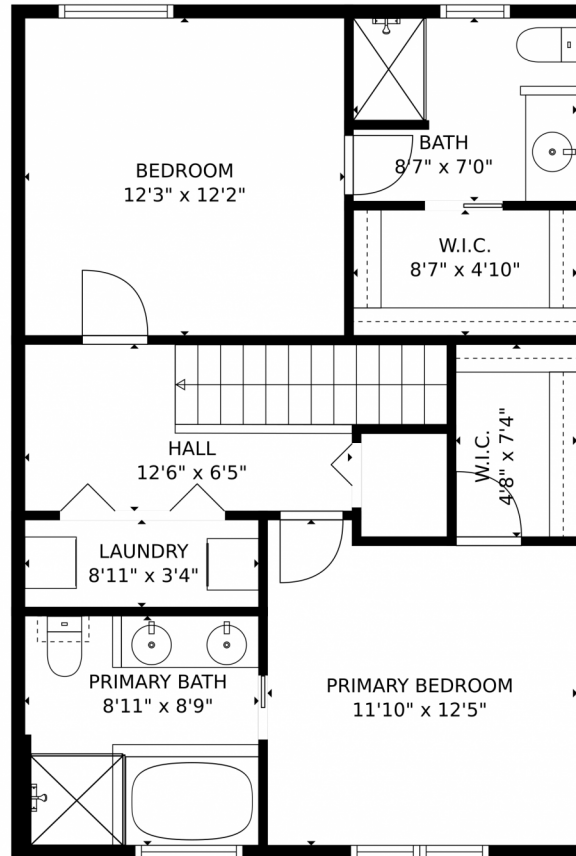 BATH
8'7" x 7'0"
BEDROOM
12'3" x 12'2"
W.I.C.
8'7" x 4'10"
HALL
12'6" x 6'5"
W.I.C.
4'8" x 7'4"
LAUNDRY
8'11" x 3'4"
PRIMARY BATH
8'11" x 8'9"
PRIMARY BEDROOM
11'10" x 12'5"